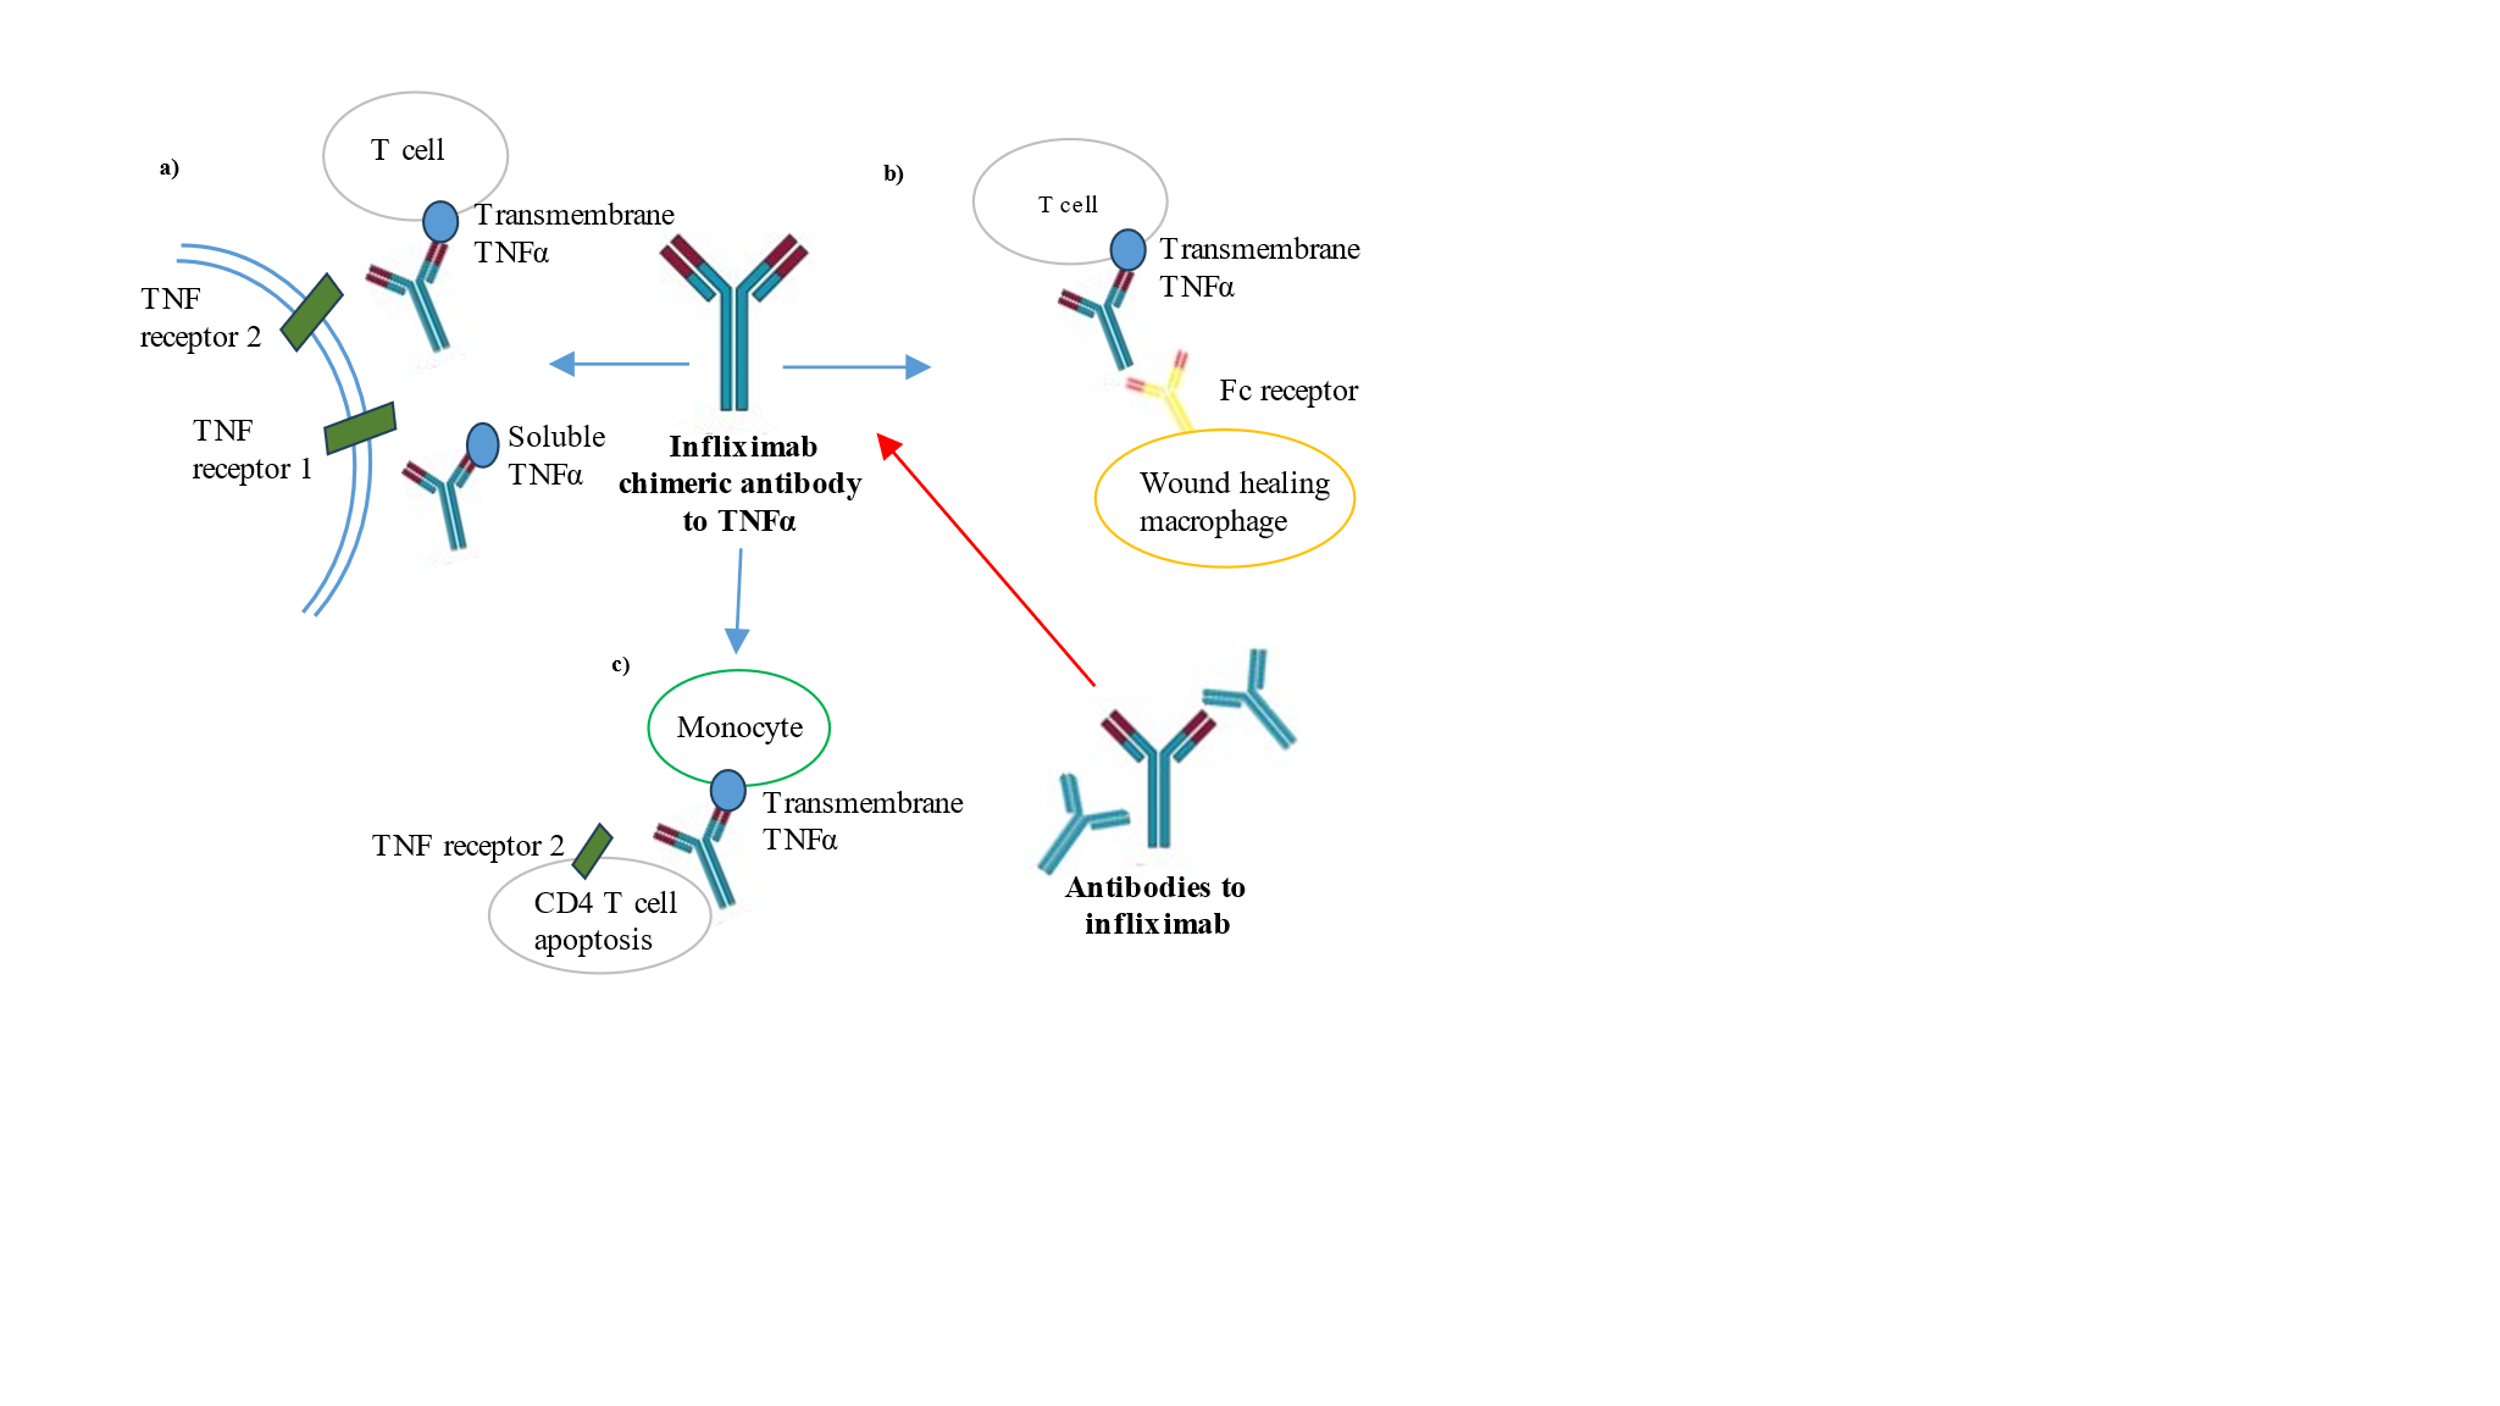 a)
T cell
Transmembrane
TNFα
TNF
receptor 2
TNF
receptor 1
Soluble
TNFα
Infliximab
chimeric antibody
to TNFα
b)
T cell
Transmembrane
TNFα
Fc receptor
Wound healing
macrophage
c)
Monocyte
Transmembrane
TNFα
TNF receptor 2
CD4 T cell
apoptosis
Antibodies to
infliximab